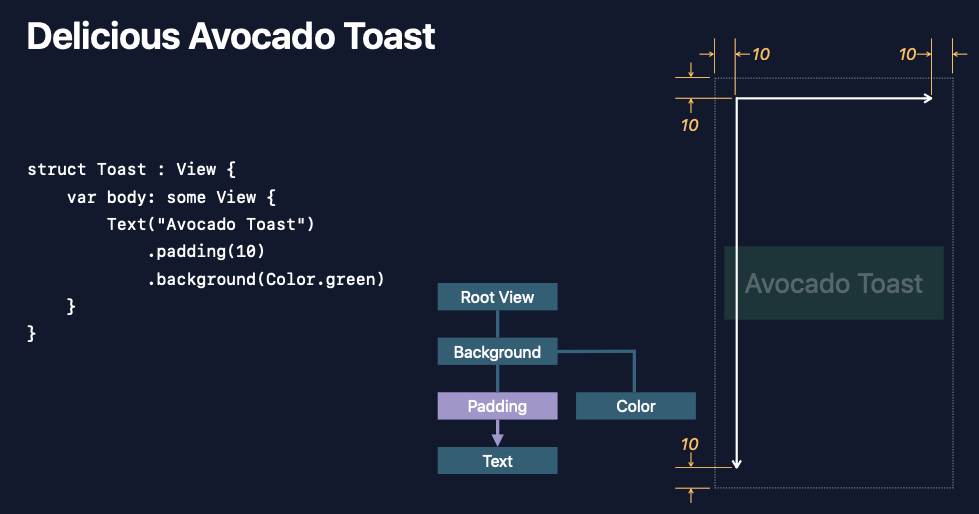 Delicious Avocado Toast
struct Toast : View {
    var body: some View {
        Text("Avocado Toast")
            .padding(10)
            .background(Color.green)
    }
}
Root View
Background
Padding
Color
Text
10
10
10
Avocado Toast
10